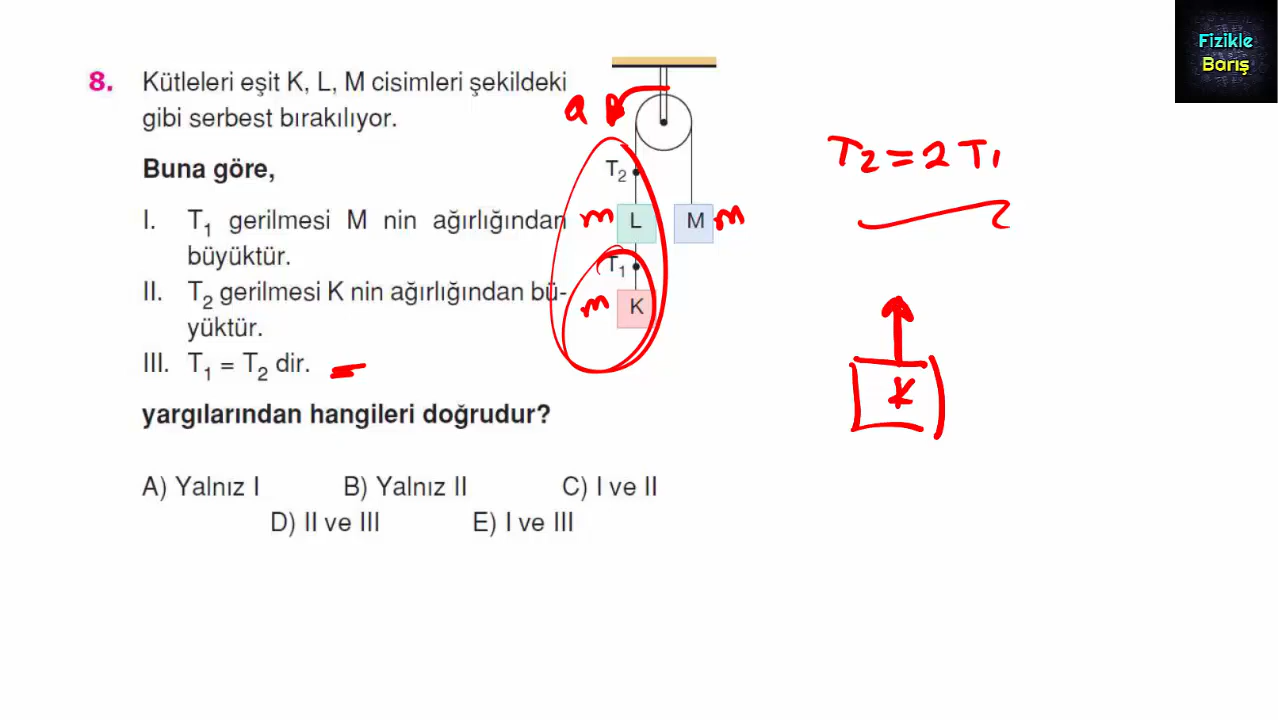 Fizikle
Barış
8. Kütleleri eşit K, L, M cisimleri şekildeki
gibi serbest bırakılıyor.
Buna göre,
I. T1 gerilmesi M nin ağırlığından
büyüktür.
II. T2 gerilmesi K nin ağırlığından bü-
yüktür.
III. T1 = T2 dir.
yargılarından hangileri doğrudur?
A) Yalnız I B) Yalnız II C) I ve II
D) II ve III E) I ve III
a
T2
m L M m
T1
m K
T2 = 2 T1
K